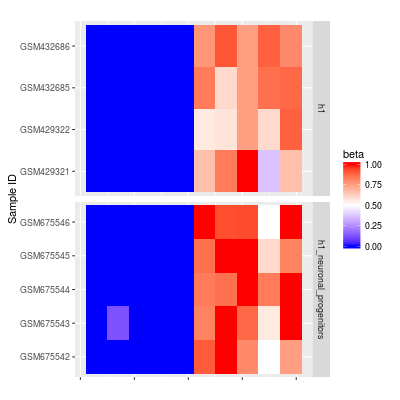 Sample ID
GSM432686
GSM432685
GSM429322
GSM429321
h1
GSM675546
GSM675545
GSM675544
GSM675543
GSM675542
h1_neuronal_progenitors
beta
1.00
0.75
0.50
0.25
0.00